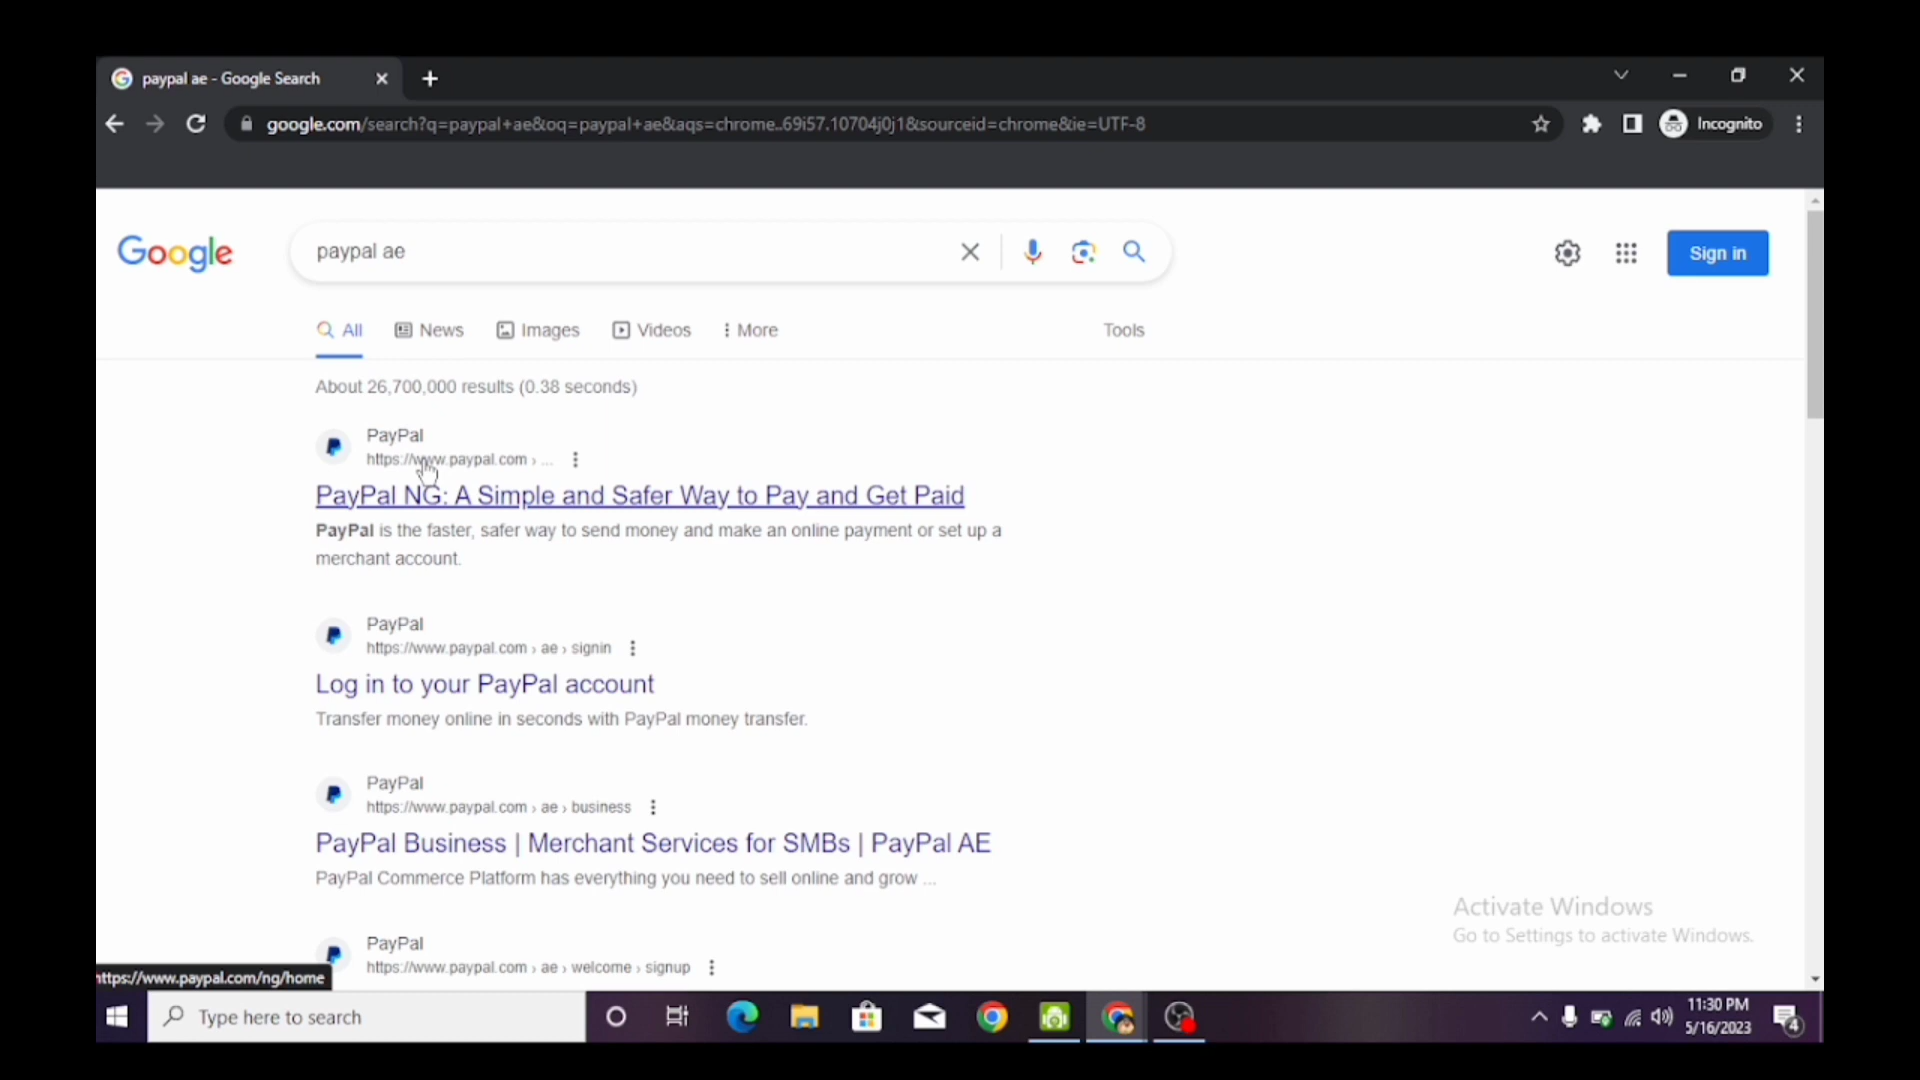 paypal ae - Google Search
google.com/search?q=paypal+ae&oq=paypal+ae&aqs=chrome..69i57.10704j0j1&sourceid=chrome&ie=UTF-8
Incognito
Google
paypal ae
Sign in
All
News
Images
Videos
More
Tools
About 26,700,000 results (0.38 seconds)
PayPal
https://www.paypal.com › ...
PayPal NG: A Simple and Safer Way to Pay and Get Paid
PayPal is the faster, safer way to send money and make an online payment or set up a
merchant account.
PayPal
https://www.paypal.com › ae › signin
Log in to your PayPal account
Transfer money online in seconds with PayPal money transfer.
PayPal
https://www.paypal.com › ae › business
PayPal Business | Merchant Services for SMBs | PayPal AE
PayPal Commerce Platform has everything you need to sell online and grow ...
Activate Windows
Go to Settings to activate Windows.
PayPal
https://www.paypal.com › ae › welcome › signup
https://www.paypal.com/ng/home
Type here to search
11:30 PM
5/16/2023
4